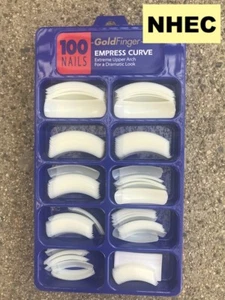 NHEC
100
NAILS
GoldFinger
EMPRESS CURVE
Extreme Upper Arch
For a Dramatic Look